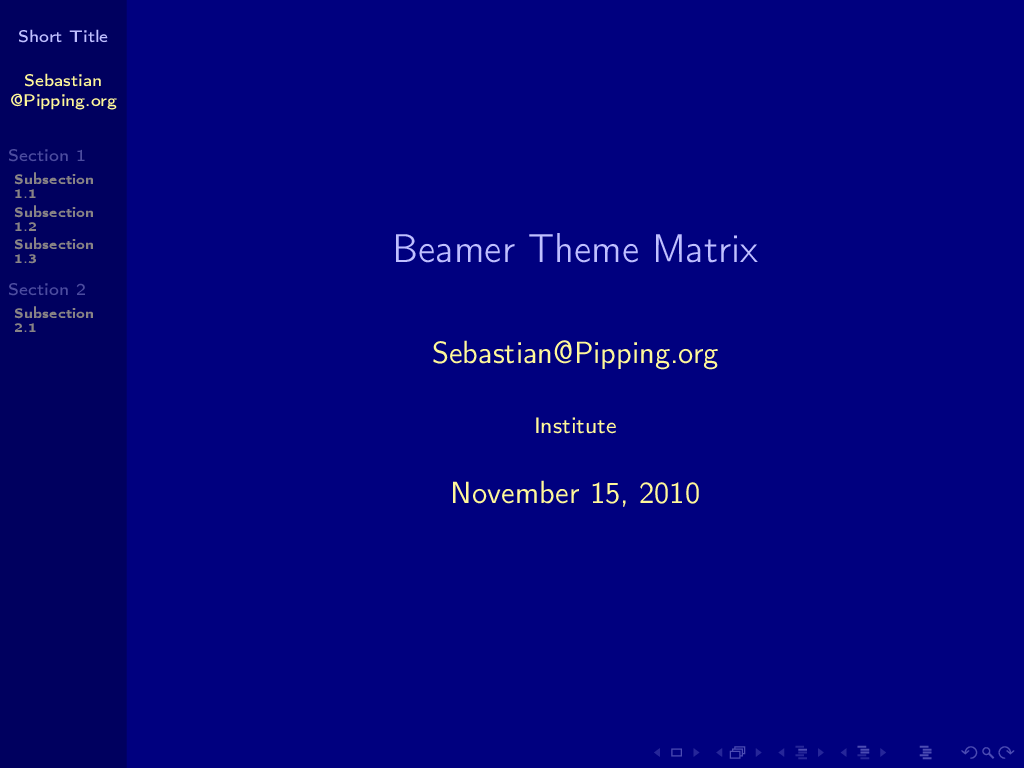 Short Title
Sebastian
@Pipping.org
Section 1
Subsection
1.1
Subsection
1.2
Subsection
1.3
Section 2
Subsection
2.1
Beamer Theme Matrix
Sebastian@Pipping.org
Institute
November 15, 2010